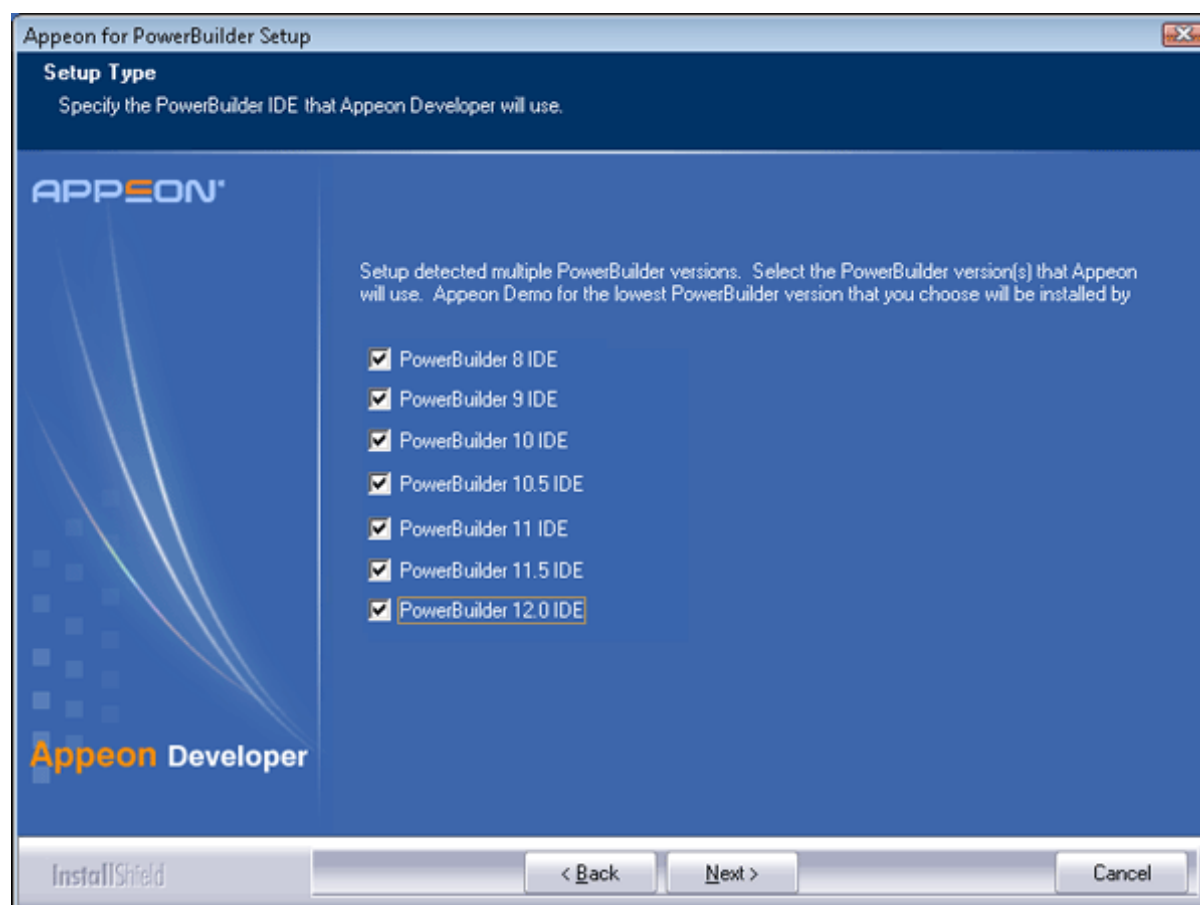 Appeon for PowerBuilder Setup
Setup Type
Specify the PowerBuilder IDE that Appeon Developer will use.
APPEON
Setup detected multiple PowerBuilder versions. Select the PowerBuilder version(s) that Appeon
will use. Appeon Demo for the lowest PowerBuilder version that you choose will be installed by
PowerBuilder 8 IDE
PowerBuilder 9 IDE
PowerBuilder 10 IDE
PowerBuilder 10.5 IDE
PowerBuilder 11 IDE
PowerBuilder 11.5 IDE
PowerBuilder 12.0 IDE
Appeon Developer
InstallShield
< Back
Next >
Cancel